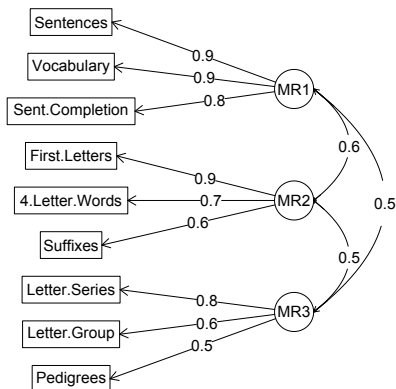 Sentences
0.9
Vocabulary
0.9
MR1
Sent.Completion
0.8
0.6
First.Letters
0.9
4.Letter.Words
0.7
MR2
0.5
Suffixes
0.6
0.5
Letter.Series
0.8
MR3
Letter.Group
0.6
Pedigrees
0.5